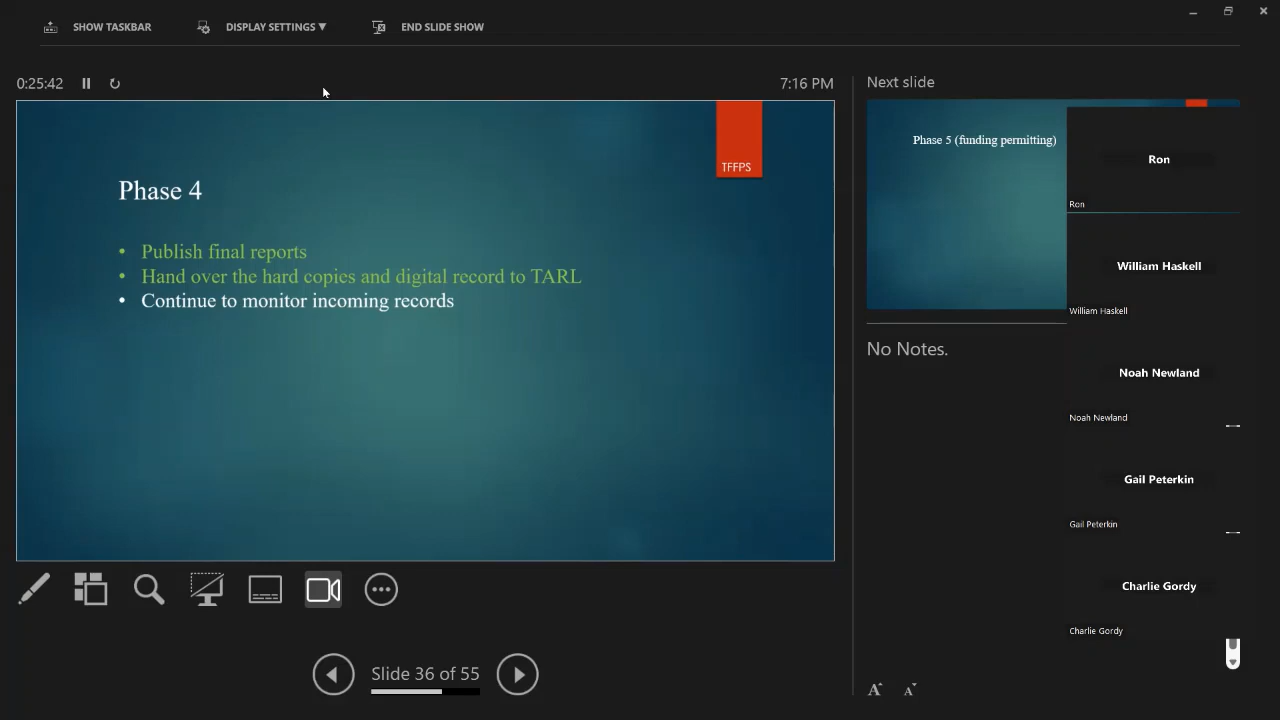 SHOW TASKBAR
DISPLAY SETTINGS ▼
END SLIDE SHOW
0:25:42
7:16 PM
TFFPS
Phase 4
• Publish final reports
• Hand over the hard copies and digital record to TARL
• Continue to monitor incoming records
Slide 36 of 55
Next slide
Phase 5 (funding permitting)
No Notes.
A A
Ron
Ron
William Haskell
William Haskell
Noah Newland
Noah Newland
Gail Peterkin
Gail Peterkin
Charlie Gordy
Charlie Gordy